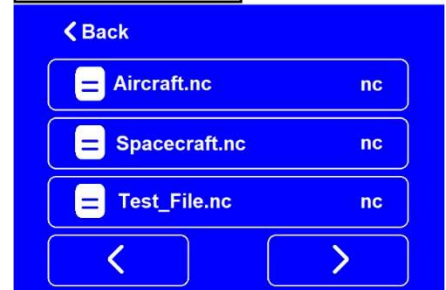 Back
Aircraft.nc nc
Spacecraft.nc nc
Test_File.nc nc